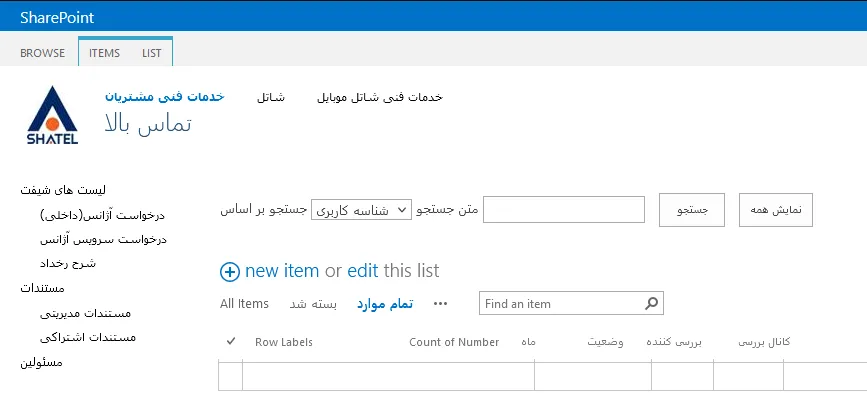 SharePoint
BROWSE ITEMS LIST
SHATEL
خدمات فنی مشتریان شاتل خدمات فنی شاتل موبایل
تماس بالا
لیست های شیفت
درخواست آژانس(داخلی)
درخواست سرویس آژانس
شرح رخداد
مستندات
مستندات مدیریتی
مستندات اشتراکی
مسئولین
جستجو بر اساس شناسه کاربری متن جستجو جستجو نمایش همه
new item or edit this list
All Items بسته شد تمام موارد ... Find an item
Row Labels Count of Number ماه وضعیت بررسی کننده کانال بررسی